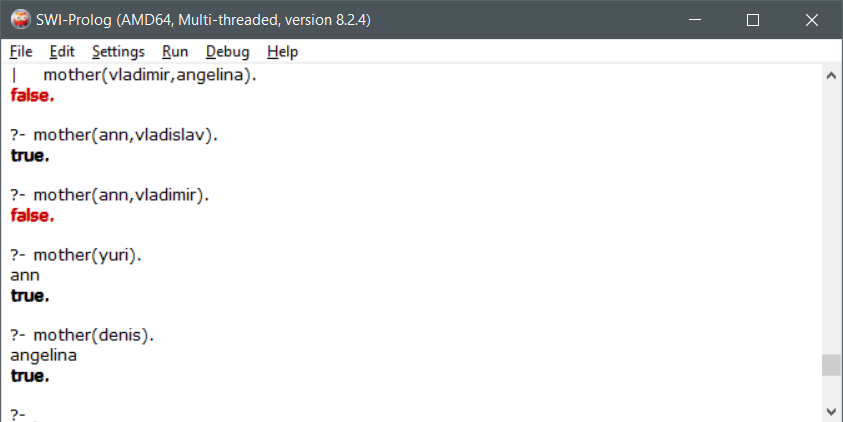 SWI-Prolog (AMD64, Multi-threaded, version 8.2.4)
File Edit Settings Run Debug Help
| mother(vladimir,angelina).
false.
?- mother(ann,vladislav).
true.
?- mother(ann,vladimir).
false.
?- mother(yuri).
ann
true.
?- mother(denis).
angelina
true.
?-